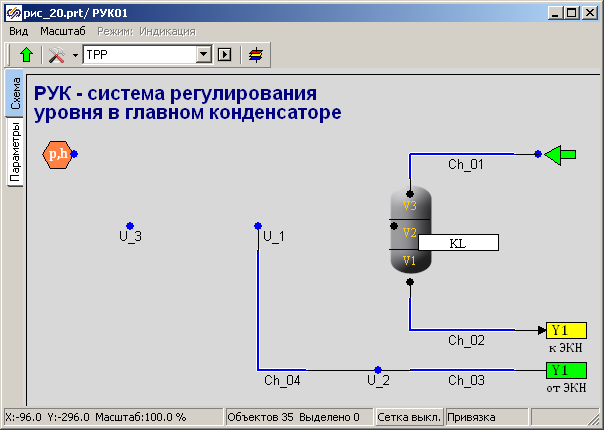 рис_20.prt/ РУК01
Вид Масштаб Режим: Индикация
TPP
Схема
Параметры
РУК - система регулирования
уровня в главном конденсаторе
p,h
Ch_01
V3
V2
KL
V1
U_3
U_1
Ch_02
Y1
к ЭКН
Ch_04
U_2
Ch_03
Y1
от ЭКН
X:-96.0 Y:-296.0 Масштаб:100.0 %
Объектов 35 Выделено 0
Сетка выкл.
Привязка